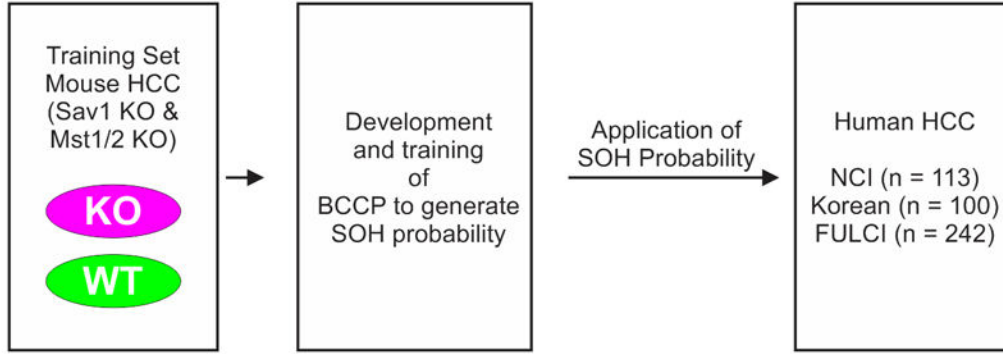 Training Set
Mouse HCC
(Sav1 KO &
Mst1/2 KO)
KO
WT
Development
and training
of
BCCP to generate
SOH probability
Application of
SOH Probability
Human HCC
NCI (n = 113)
Korean (n = 100)
FULCI (n = 242)